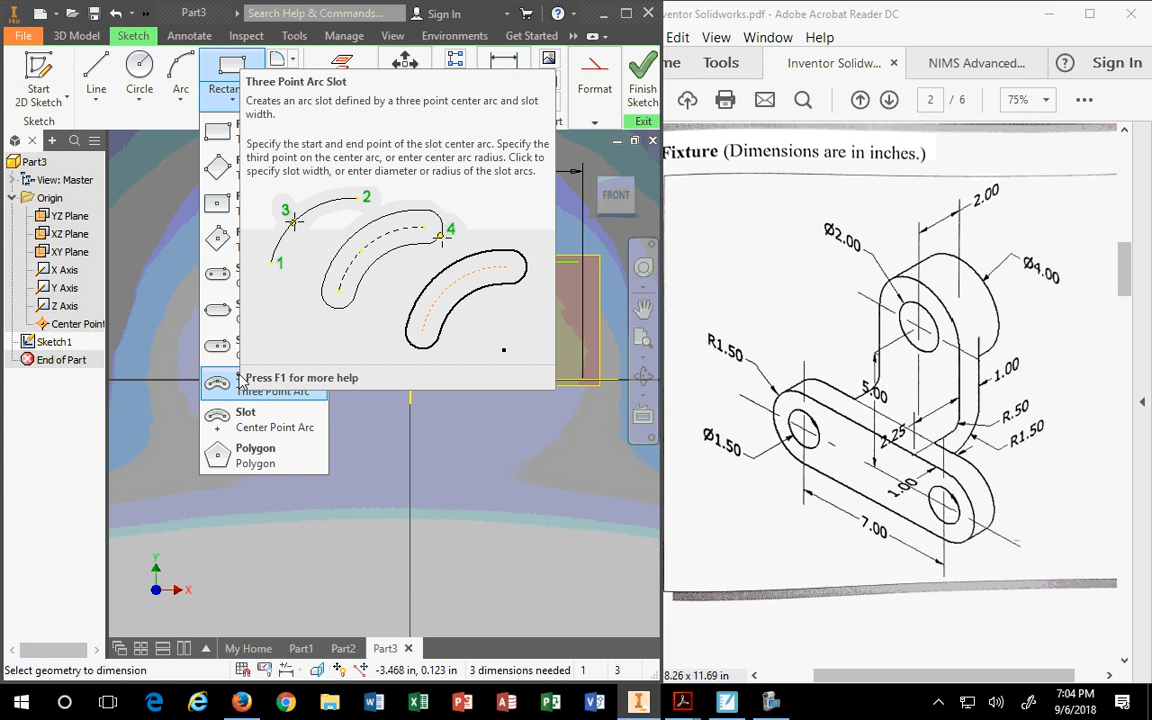 Part3
Search Help & Commands...
Sign In
File
3D Model
Sketch
Annotate
Inspect
Tools
Manage
View
Environments
Get Started
Start
2D Sketch
Line
Circle
Arc
Rectan
Format
Finish
Sketch
Sketch
Exit
Three Point Arc Slot
Creates an arc slot defined by a three point center arc and slot
width.
Specify the start and end point of the slot center arc. Specify the
third point on the center arc, or enter center arc radius. Click to
specify slot width, or enter diameter or radius of the slot arcs.
1
2
3
4
Press F1 for more help
Three Point Arc
Slot
Center Point Arc
Polygon
Polygon
Part3
View: Master
Origin
YZ Plane
XZ Plane
XY Plane
X Axis
Y Axis
Z Axis
Center Point
Sketch1
End of Part
FRONT
Y
X
My Home
Part1
Part2
Part3
Select geometry to dimension
-3.468 in, 0.123 in
3 dimensions needed
1
3
ventor Solidworks.pdf - Adobe Acrobat Reader DC
Edit
View
Window
Help
me
Tools
Inventor Solidw...
NIMS Advanced...
Sign In
2 / 6
75%
Fixture (Dimensions are in inches.)
2.00
Ø2.00
Ø4.00
R1.50
1.00
5.00
R.50
2.25
R1.50
Ø1.50
1.00
7.00
8.26 x 11.69 in
7:04 PM
9/6/2018